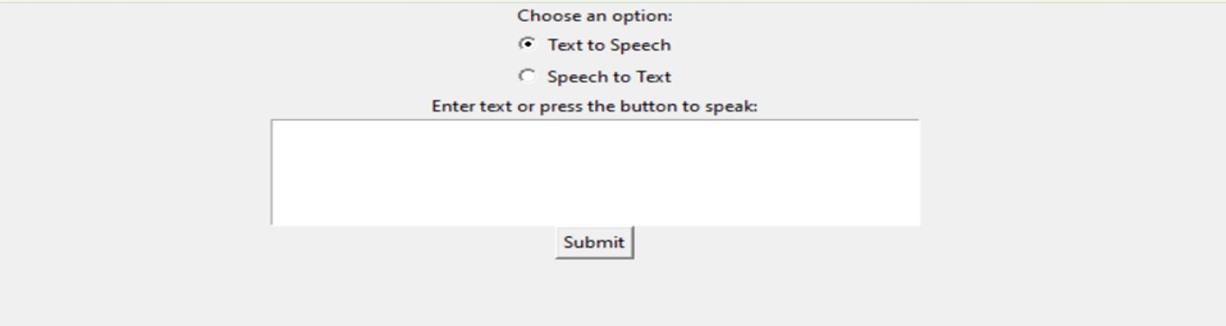 Choose an option:
Text to Speech
Speech to Text
Enter text or press the button to speak:
Submit